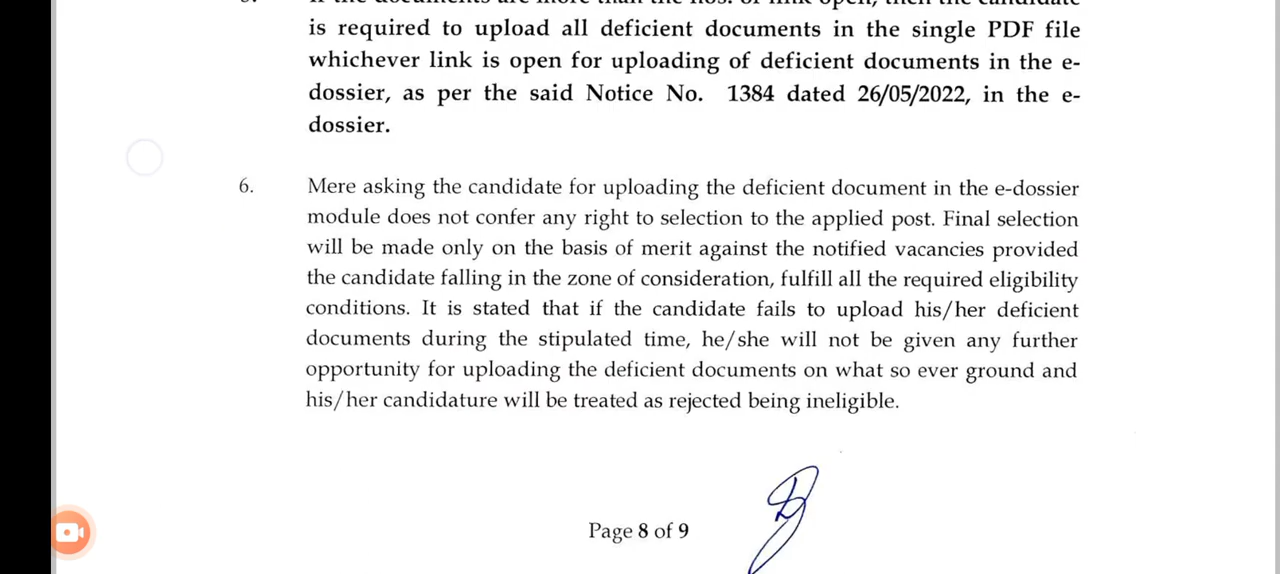 is required to upload all deficient documents in the single PDF file
whichever link is open for uploading of deficient documents in the e-
dossier, as per the said Notice No. 1384 dated 26/05/2022, in the e-
dossier.
6. Mere asking the candidate for uploading the deficient document in the e-dossier
module does not confer any right to selection to the applied post. Final selection
will be made only on the basis of merit against the notified vacancies provided
the candidate falling in the zone of consideration, fulfill all the required eligibility
conditions. It is stated that if the candidate fails to upload his/her deficient
documents during the stipulated time, he/she will not be given any further
opportunity for uploading the deficient documents on what so ever ground and
his/her candidature will be treated as rejected being ineligible.
Page 8 of 9